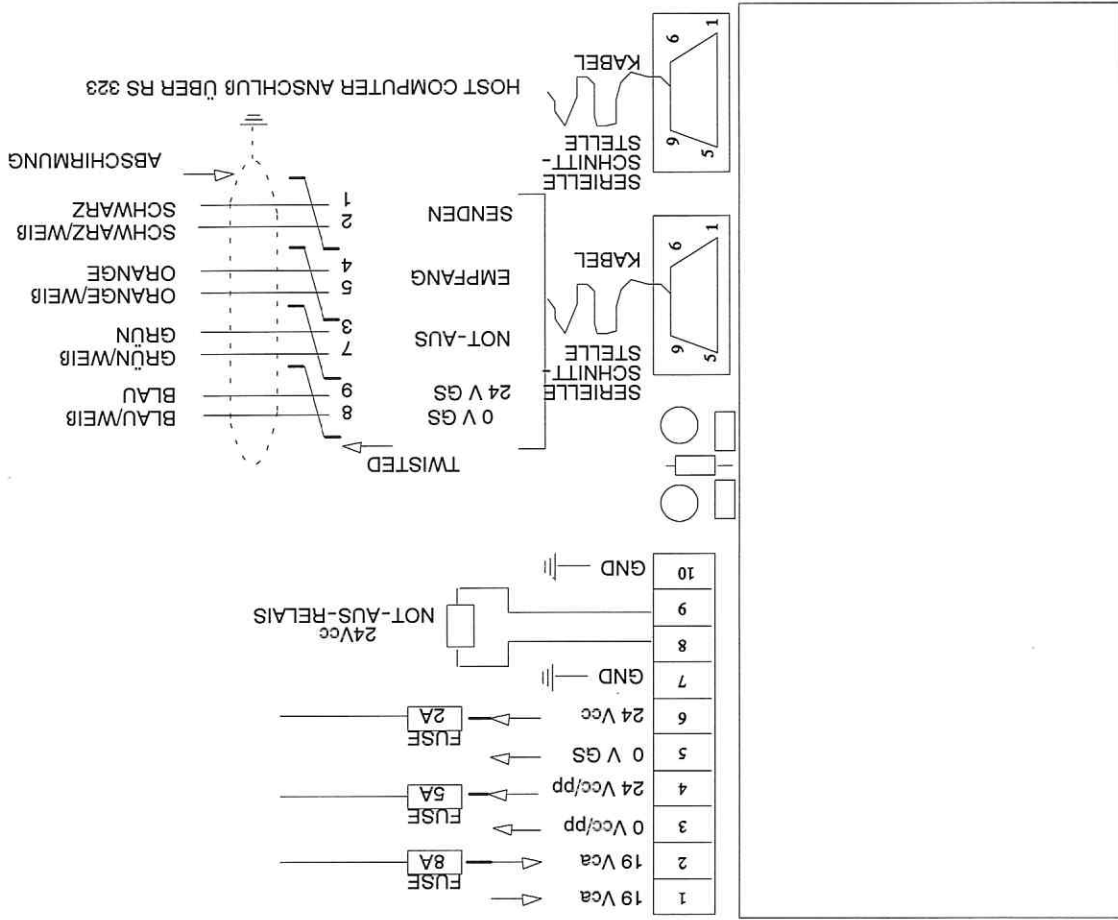 1 19 Vca
FUSE
2 19 Vca 8A
3 0 Vcc/pp
FUSE
4 24 Vcc/pp 5A
5 0 V GS
FUSE
6 24 Vcc 2A
7 GND
8
24Vcc
NOT-AUS-RELAIS
9
10 GND
TWISTED
0 V GS 8 BLAU/WEIß
24 V GS 9 BLAU
NOT-AUS
7 GRÜN/WEIß
3 GRÜN
EMPFANG
5 ORANGE/WEIß
4 ORANGE
SENDEN
2 SCHWARZ/WEIß
1 SCHWARZ
ABSCHIRMUNG
SERIELLE
SCHNITT-
STELLE
5
9
6
1
KABEL
SERIELLE
SCHNITT-
STELLE
5
9
6
1
KABEL
HOST COMPUTER ANSCHLUß ÜBER RS 323